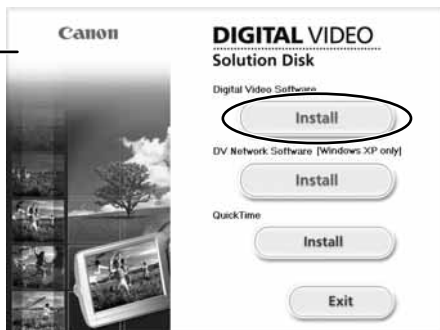 Canon
DIGITAL VIDEO
Solution Disk
Digital Video Software
Install
DV Network Software [Windows XP only]
Install
QuickTime
Install
Exit